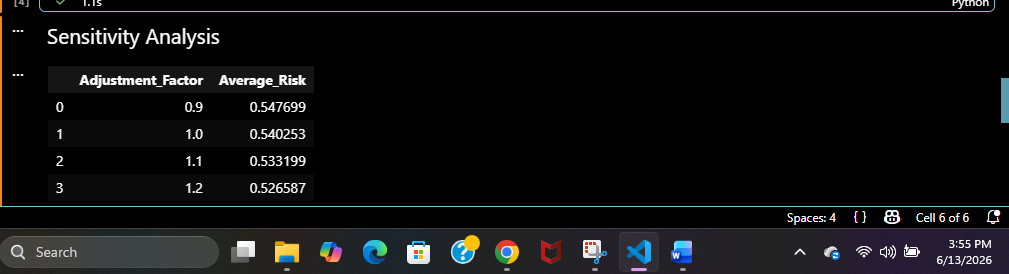 [4] 1.1s Python
Sensitivity Analysis
Adjustment_Factor Average_Risk
0 0.9 0.547699
1 1.0 0.540253
2 1.1 0.533199
3 1.2 0.526587
Spaces: 4 { } Cell 6 of 6
Search
3:55 PM
6/13/2026